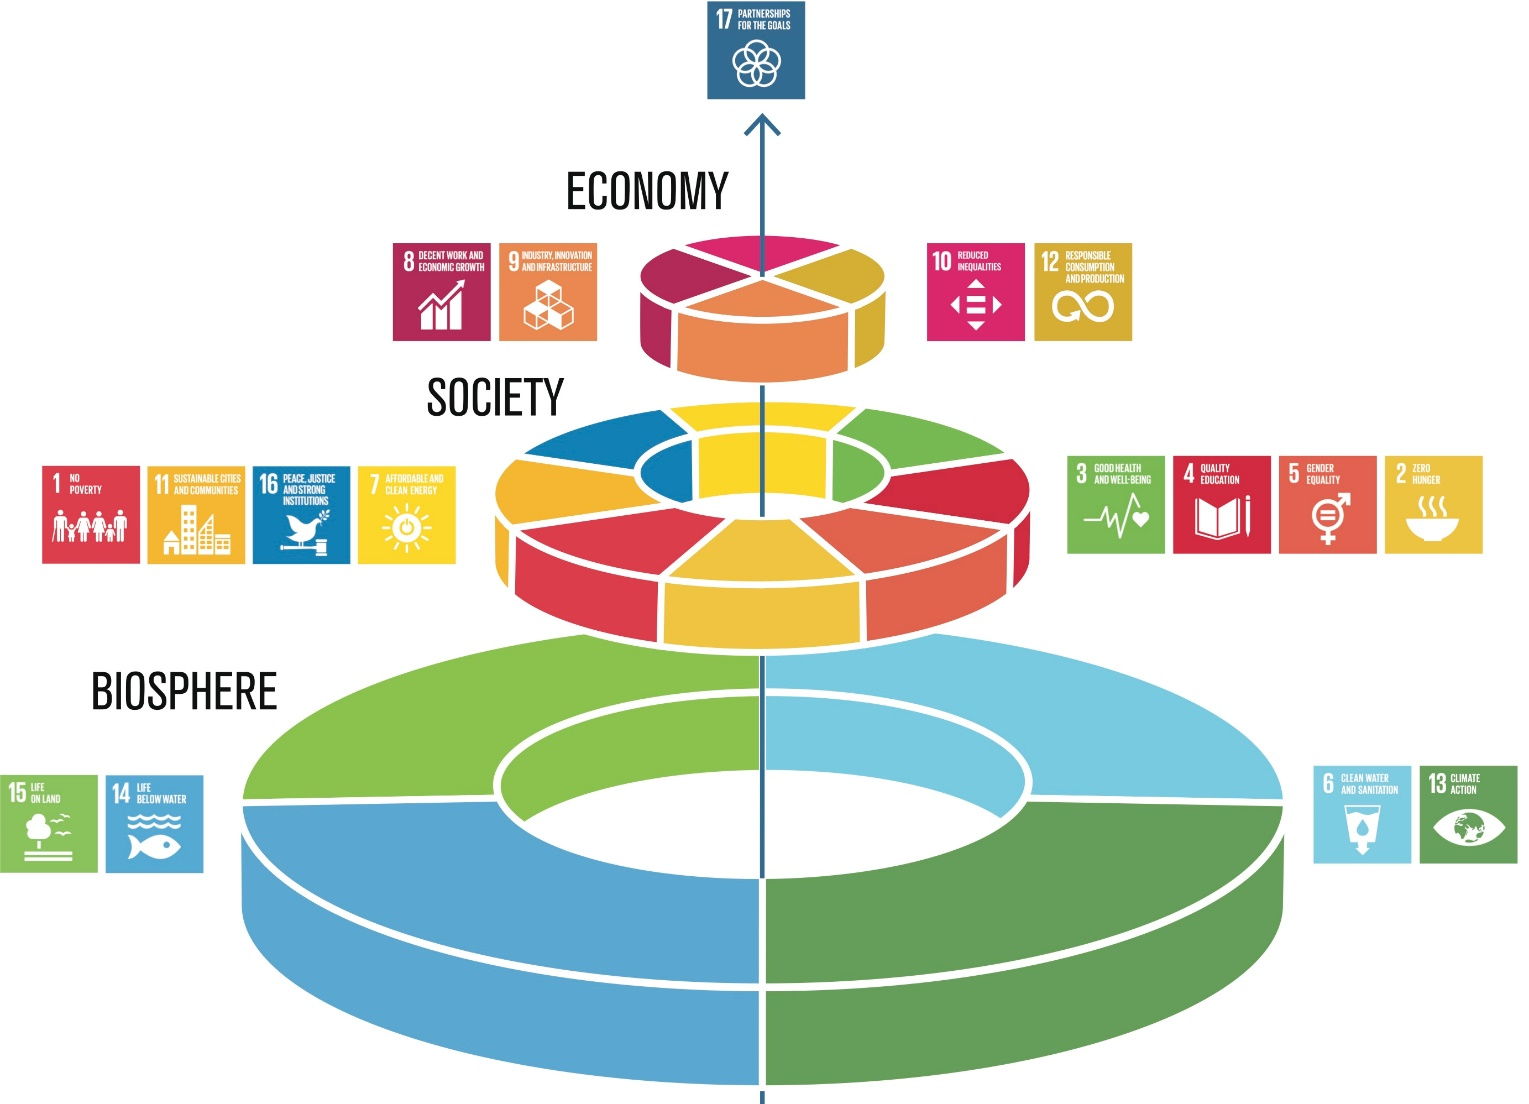 17 PARTNERSHIPS
FOR THE GOALS
ECONOMY
8 DECENT WORK AND
ECONOMIC GROWTH
9 INDUSTRY, INNOVATION
AND INFRASTRUCTURE
10 REDUCED
INEQUALITIES
12 RESPONSIBLE
CONSUMPTION
AND PRODUCTION
SOCIETY
1 NO
POVERTY
11 SUSTAINABLE CITIES
AND COMMUNITIES
16 PEACE, JUSTICE
AND STRONG
INSTITUTIONS
7 AFFORDABLE AND
CLEAN ENERGY
3 GOOD HEALTH
AND WELL-BEING
4 QUALITY
EDUCATION
5 GENDER
EQUALITY
2 ZERO
HUNGER
BIOSPHERE
15 LIFE
ON LAND
14 LIFE
BELOW WATER
6 CLEAN WATER
AND SANITATION
13 CLIMATE
ACTION